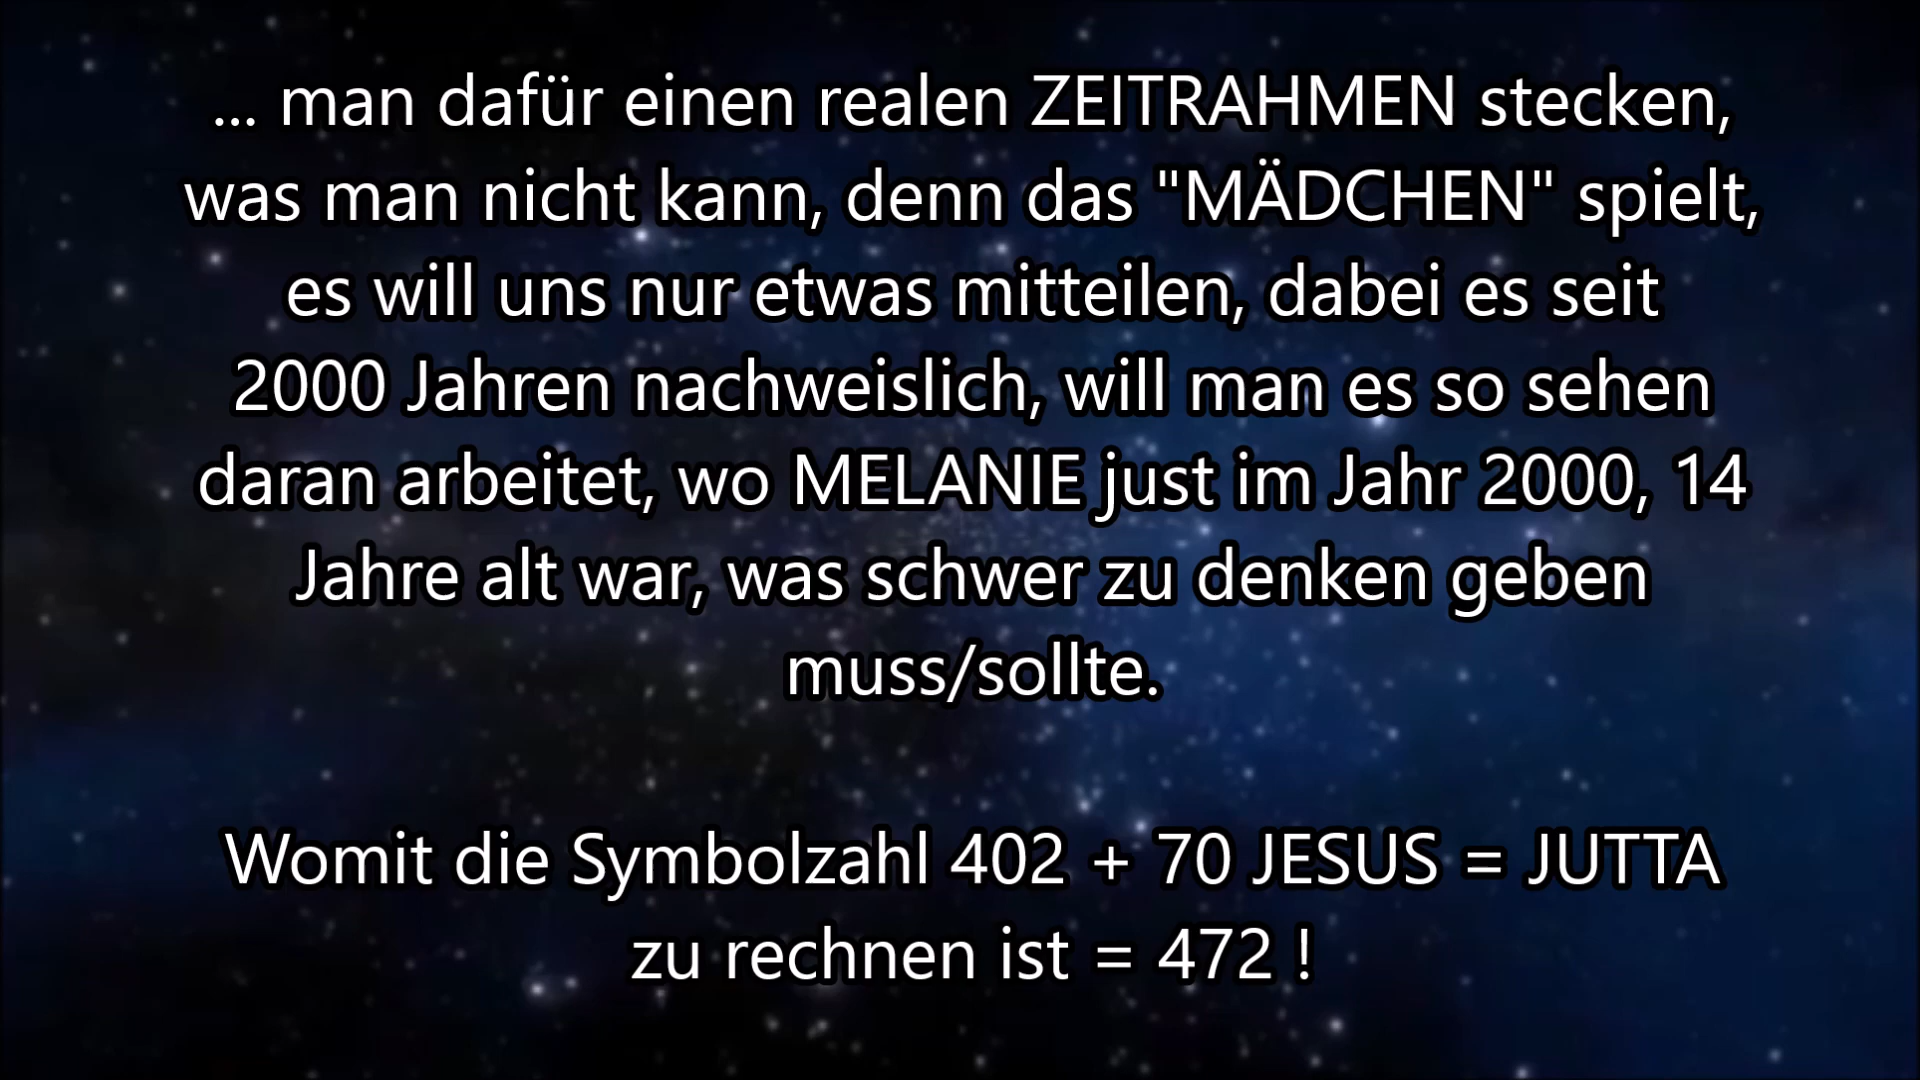 ... man dafür einen realen ZEITRAHMEN stecken,
was man nicht kann, denn das "MÄDCHEN" spielt,
es will uns nur etwas mitteilen, dabei es seit
2000 Jahren nachweislich, will man es so sehen
daran arbeitet, wo MELANIE just im Jahr 2000, 14
Jahre alt war, was schwer zu denken geben
muss/sollte.
Womit die Symbolzahl 402 + 70 JESUS = JUTTA
zu rechnen ist = 472 !